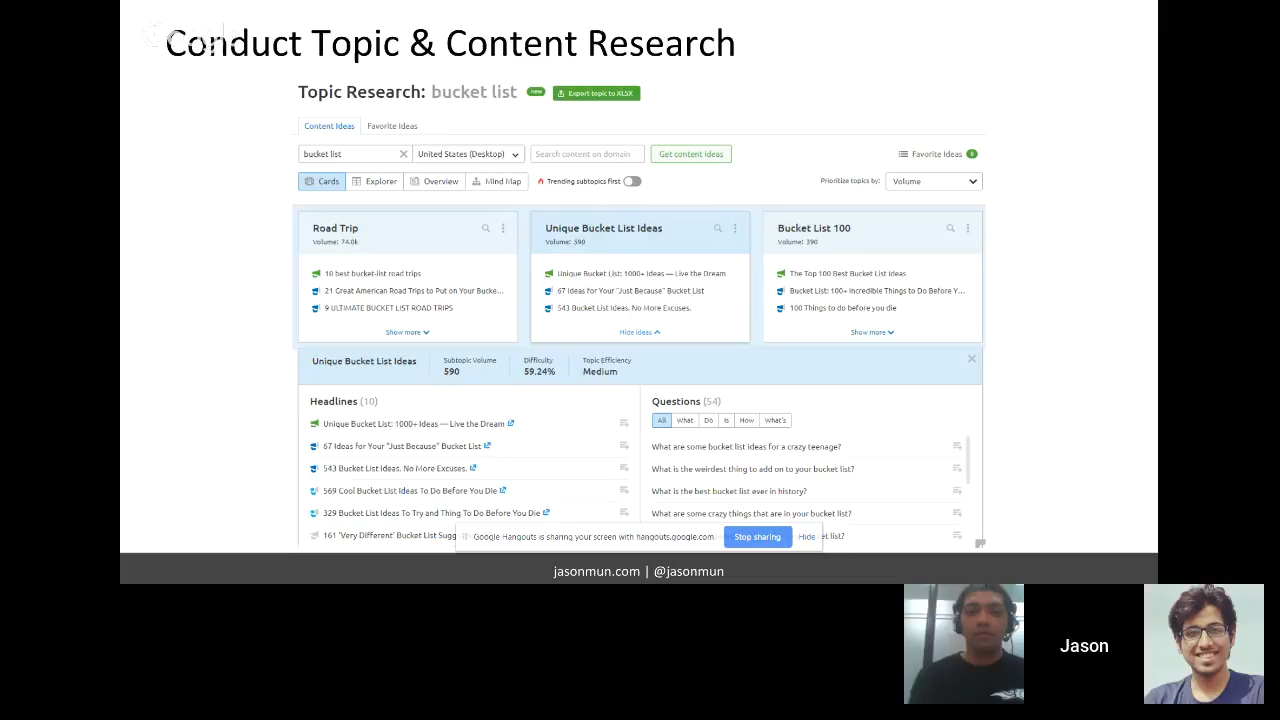 Google
Conduct Topic & Content Research
Topic Research: bucket list new Export topic to XLSX
Content Ideas Favorite Ideas
bucket list United States (Desktop) Search content on domain Get content ideas Favorite Ideas 0
Cards Explorer Overview Mind Map Trending subtopics first Prioritize topics by: Volume
Road Trip
Volume: 74.0k
10 best bucket-list road trips
21 Great American Road Trips to Put on Your Bucke...
9 ULTIMATE BUCKET LIST ROAD TRIPS
Show more
Unique Bucket List Ideas
Volume: 590
Unique Bucket List: 1000+ Ideas — Live the Dream
67 Ideas for Your "Just Because" Bucket List
543 Bucket List Ideas. No More Excuses.
Hide ideas
Bucket List 100
Volume: 390
The Top 100 Best Bucket List Ideas
Bucket List: 100+ Incredible Things to Do Before Y...
100 Things to do before you die
Show more
Unique Bucket List Ideas
Subtopic Volume
590
Difficulty
59.24%
Topic Efficiency
Medium
Headlines (10)
Unique Bucket List: 1000+ Ideas — Live the Dream
67 Ideas for Your "Just Because" Bucket List
543 Bucket List Ideas. No More Excuses.
569 Cool Bucket List Ideas To Do Before You Die
329 Bucket List Ideas To Try and Thing To Do Before You Die
161 'Very Different' Bucket List Sugg
Questions (54)
All What Do Is How What's
What are some bucket list ideas for a crazy teenage?
What is the weirdest thing to add on to your bucket list?
What is the best bucket list ever in history?
What are some crazy things that are in your bucket list?
et list?
Google Hangouts is sharing your screen with hangouts.google.com. Stop sharing Hide
jasonmun.com | @jasonmun
Jason